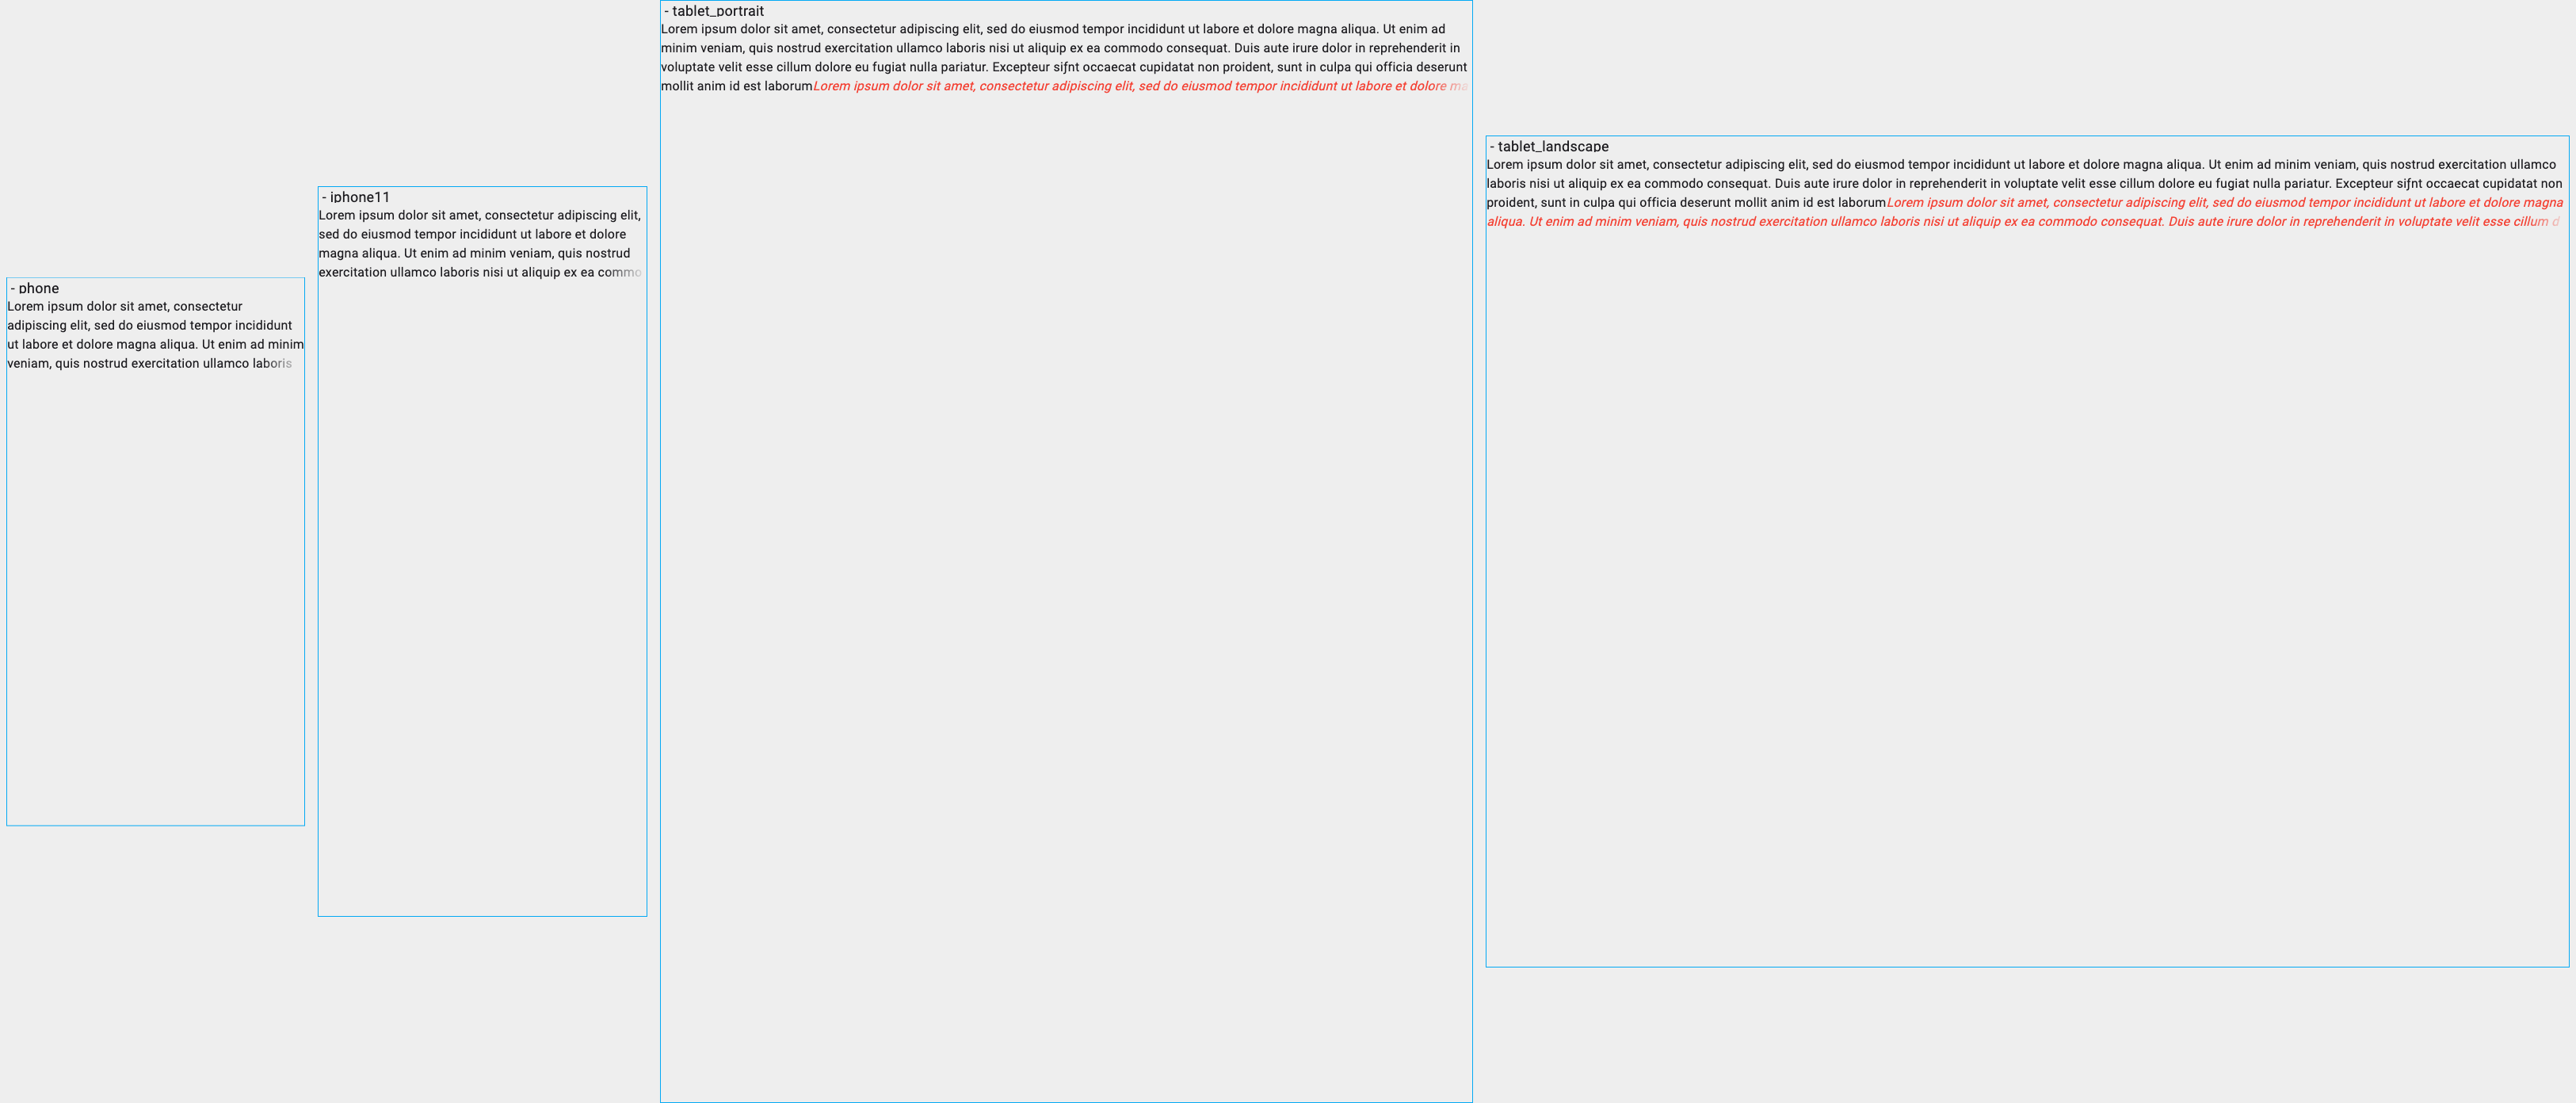 - phone
Lorem ipsum dolor sit amet, consectetur
adipiscing elit, sed do eiusmod tempor incididunt
ut labore et dolore magna aliqua. Ut enim ad minim
veniam, quis nostrud exercitation ullamco laboris
- iphone11
Lorem ipsum dolor sit amet, consectetur adipiscing elit,
sed do eiusmod tempor incididunt ut labore et dolore
magna aliqua. Ut enim ad minim veniam, quis nostrud
exercitation ullamco laboris nisi ut aliquip ex ea commo
- tablet_portrait
Lorem ipsum dolor sit amet, consectetur adipiscing elit, sed do eiusmod tempor incididunt ut labore et dolore magna aliqua. Ut enim ad
minim veniam, quis nostrud exercitation ullamco laboris nisi ut aliquip ex ea commodo consequat. Duis aute irure dolor in reprehenderit in
voluptate velit esse cillum dolore eu fugiat nulla pariatur. Excepteur siƒnt occaecat cupidatat non proident, sunt in culpa qui officia deserunt
mollit anim id est laborumLorem ipsum dolor sit amet, consectetur adipiscing elit, sed do eiusmod tempor incididunt ut labore et dolore ma
- tablet_landscape
Lorem ipsum dolor sit amet, consectetur adipiscing elit, sed do eiusmod tempor incididunt ut labore et dolore magna aliqua. Ut enim ad minim veniam, quis nostrud exercitation ullamco
laboris nisi ut aliquip ex ea commodo consequat. Duis aute irure dolor in reprehenderit in voluptate velit esse cillum dolore eu fugiat nulla pariatur. Excepteur siƒnt occaecat cupidatat non
proident, sunt in culpa qui officia deserunt mollit anim id est laborumLorem ipsum dolor sit amet, consectetur adipiscing elit, sed do eiusmod tempor incididunt ut labore et dolore magna
aliqua. Ut enim ad minim veniam, quis nostrud exercitation ullamco laboris nisi ut aliquip ex ea commodo consequat. Duis aute irure dolor in reprehenderit in voluptate velit esse cillum d